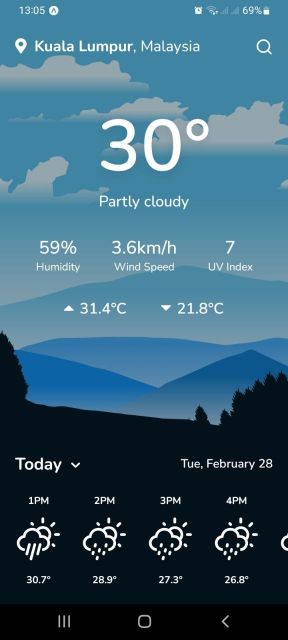 13:05 69%
Kuala Lumpur, Malaysia
30°
Partly cloudy
59% 3.6km/h 7
Humidity Wind Speed UV Index
31.4°C 21.8°C
Today Tue, February 28
1PM 2PM 3PM 4PM
30.7° 28.9° 27.3° 26.8°